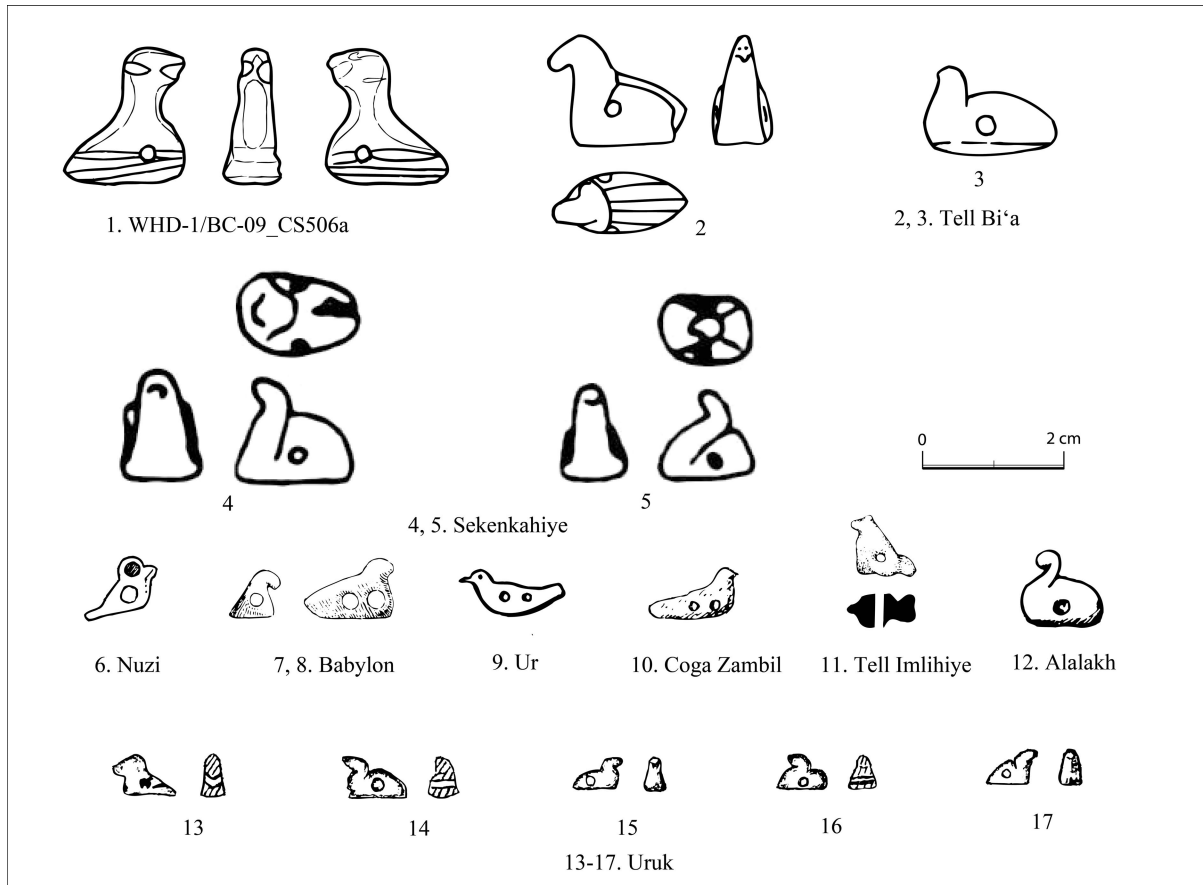 1. WHD-1/BC-09_CS506a
2
3
2, 3. Tell Bi‘a
4
5
0 2 cm
4, 5. Sekenkahiye
6. Nuzi
7, 8. Babylon
9. Ur
10. Coga Zambil
11. Tell Imlihiye
12. Alalakh
13
14
15
16
17
13-17. Uruk